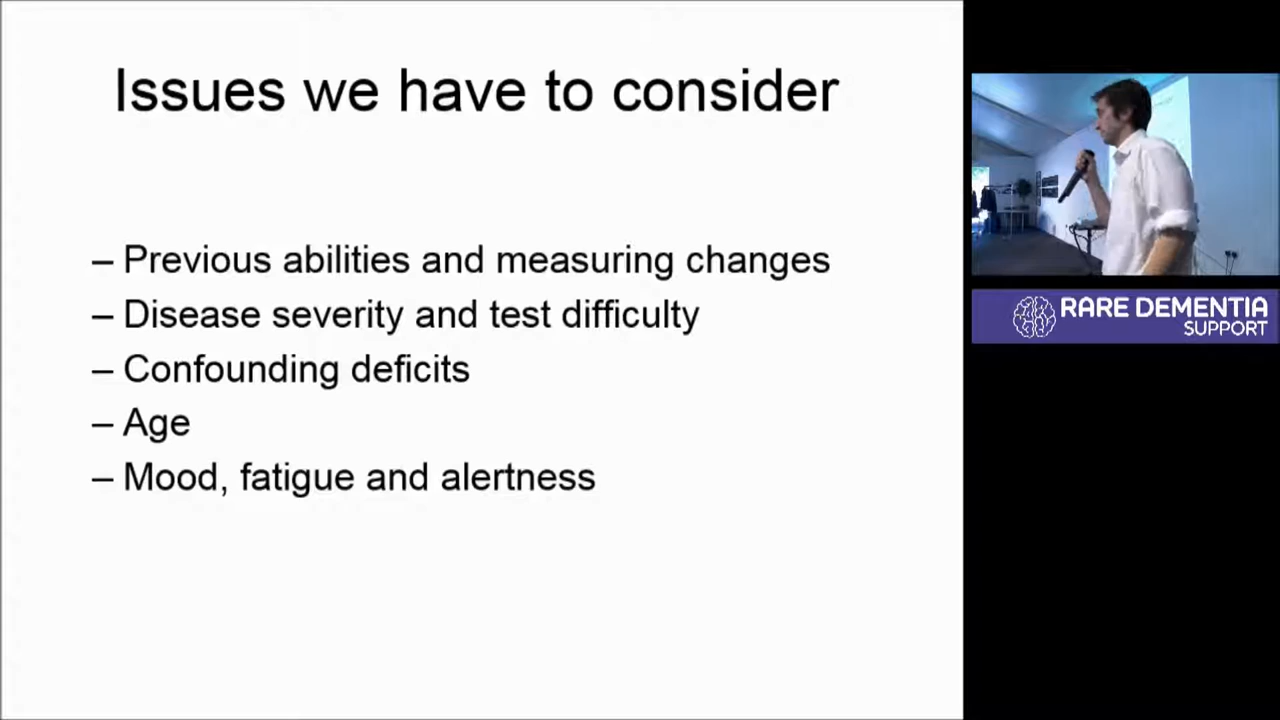 Issues we have to consider
– Previous abilities and measuring changes
– Disease severity and test difficulty
– Confounding deficits
– Age
– Mood, fatigue and alertness
RARE DEMENTIA
SUPPORT